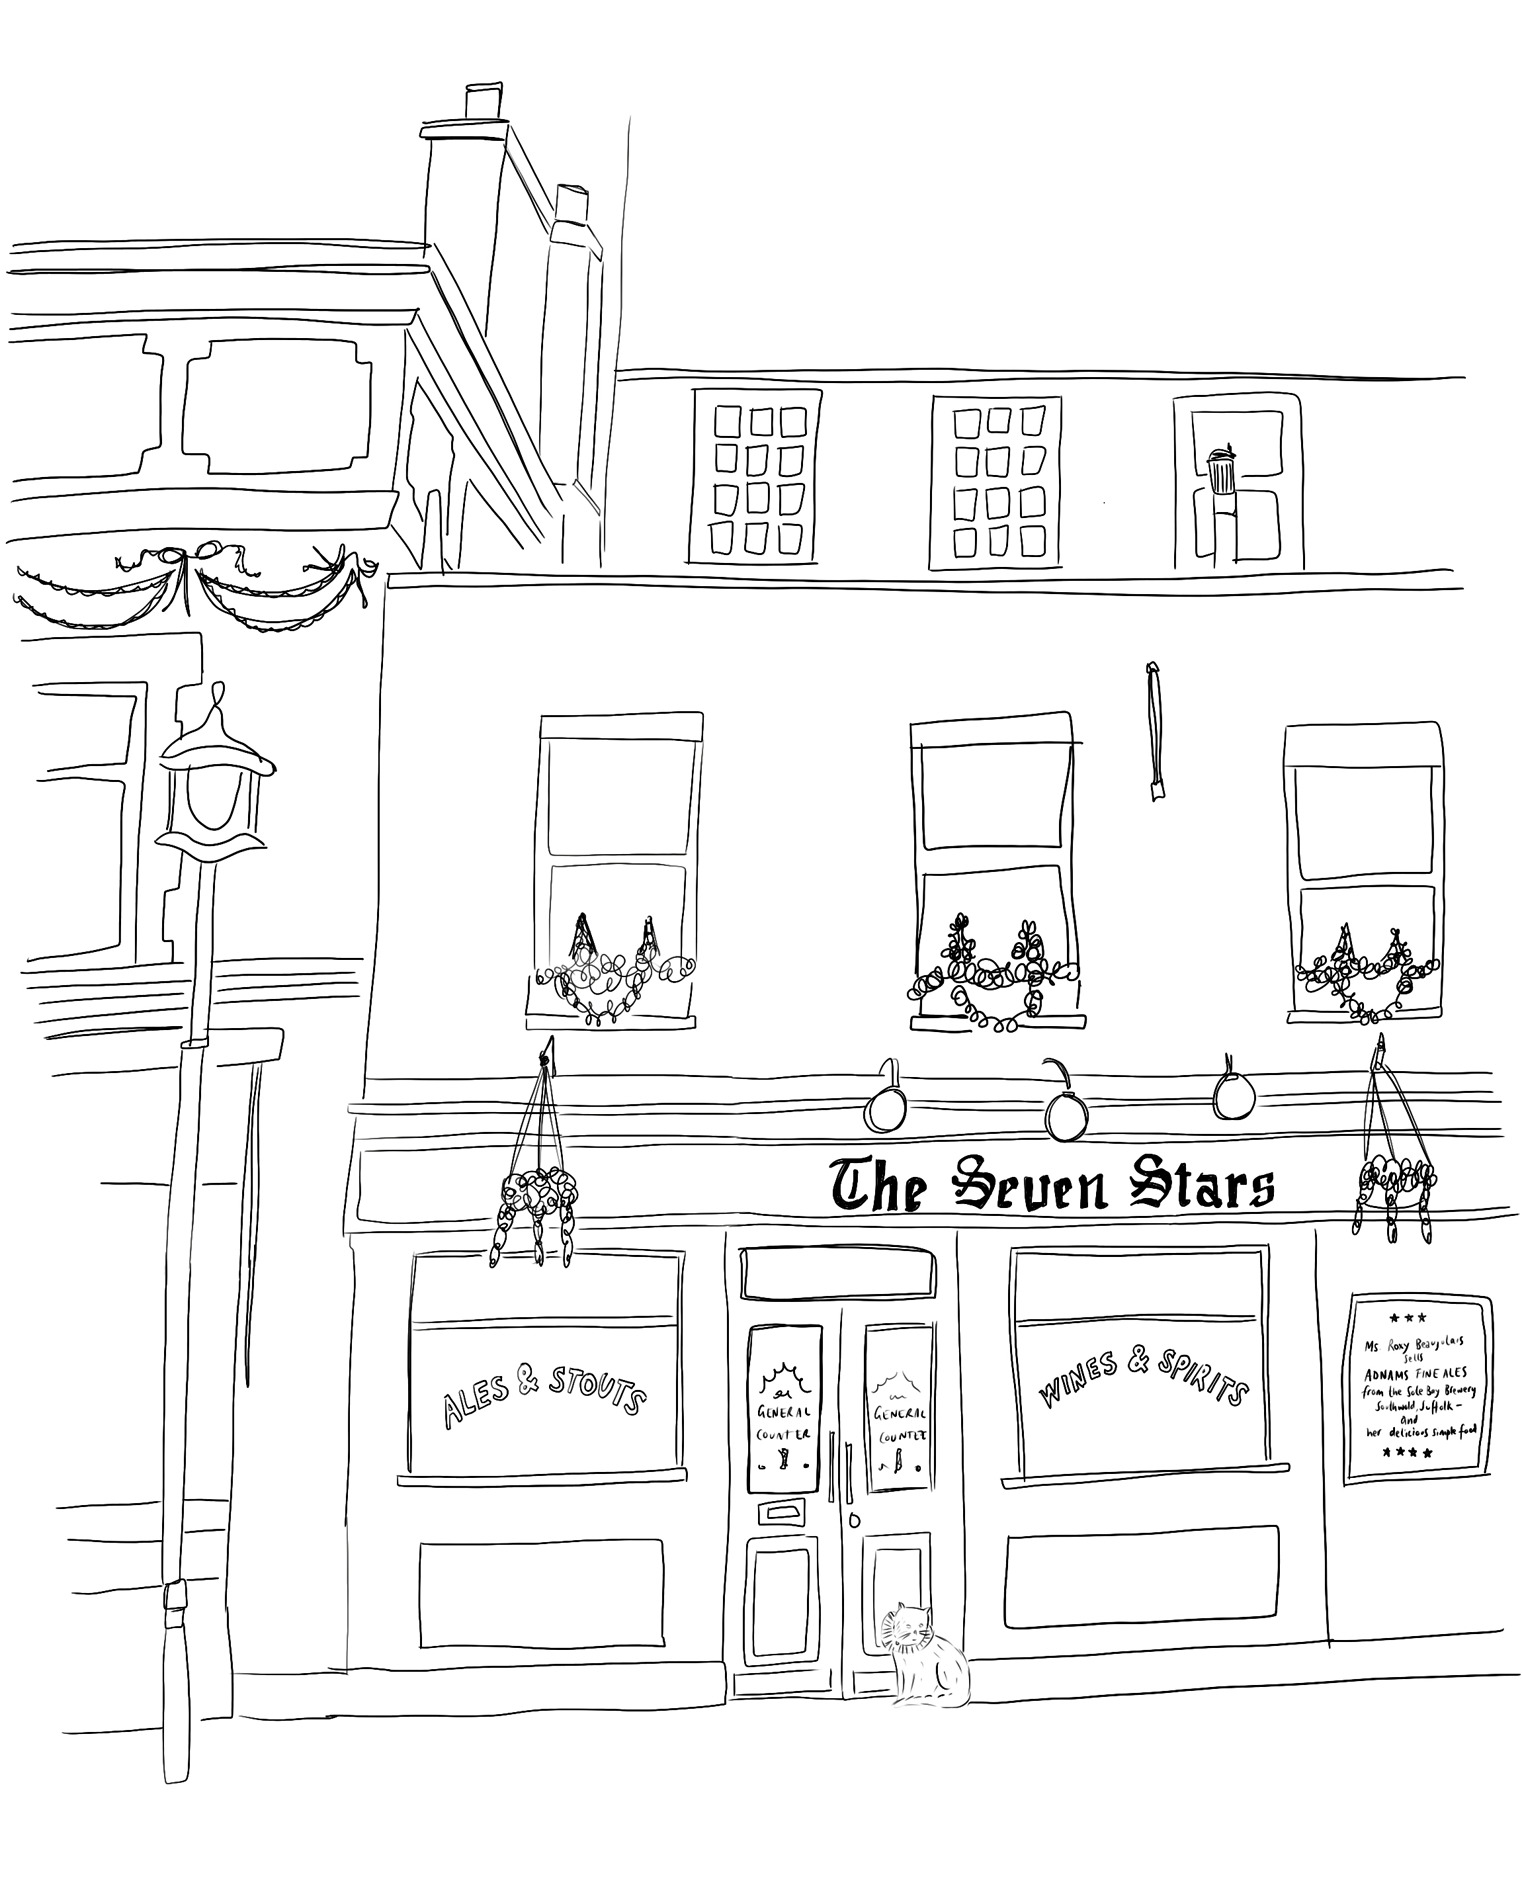 The Seven Stars
ALES & STOUTS
GENERAL
COUNTER
GENERAL
COUNTER
WINES & SPIRITS
Ms. Roxy Beaujolais
sells
ADNAMS FINE ALES
from the Sole Bay Brewery
Southwold, Suffolk –
and
her delicious simple food